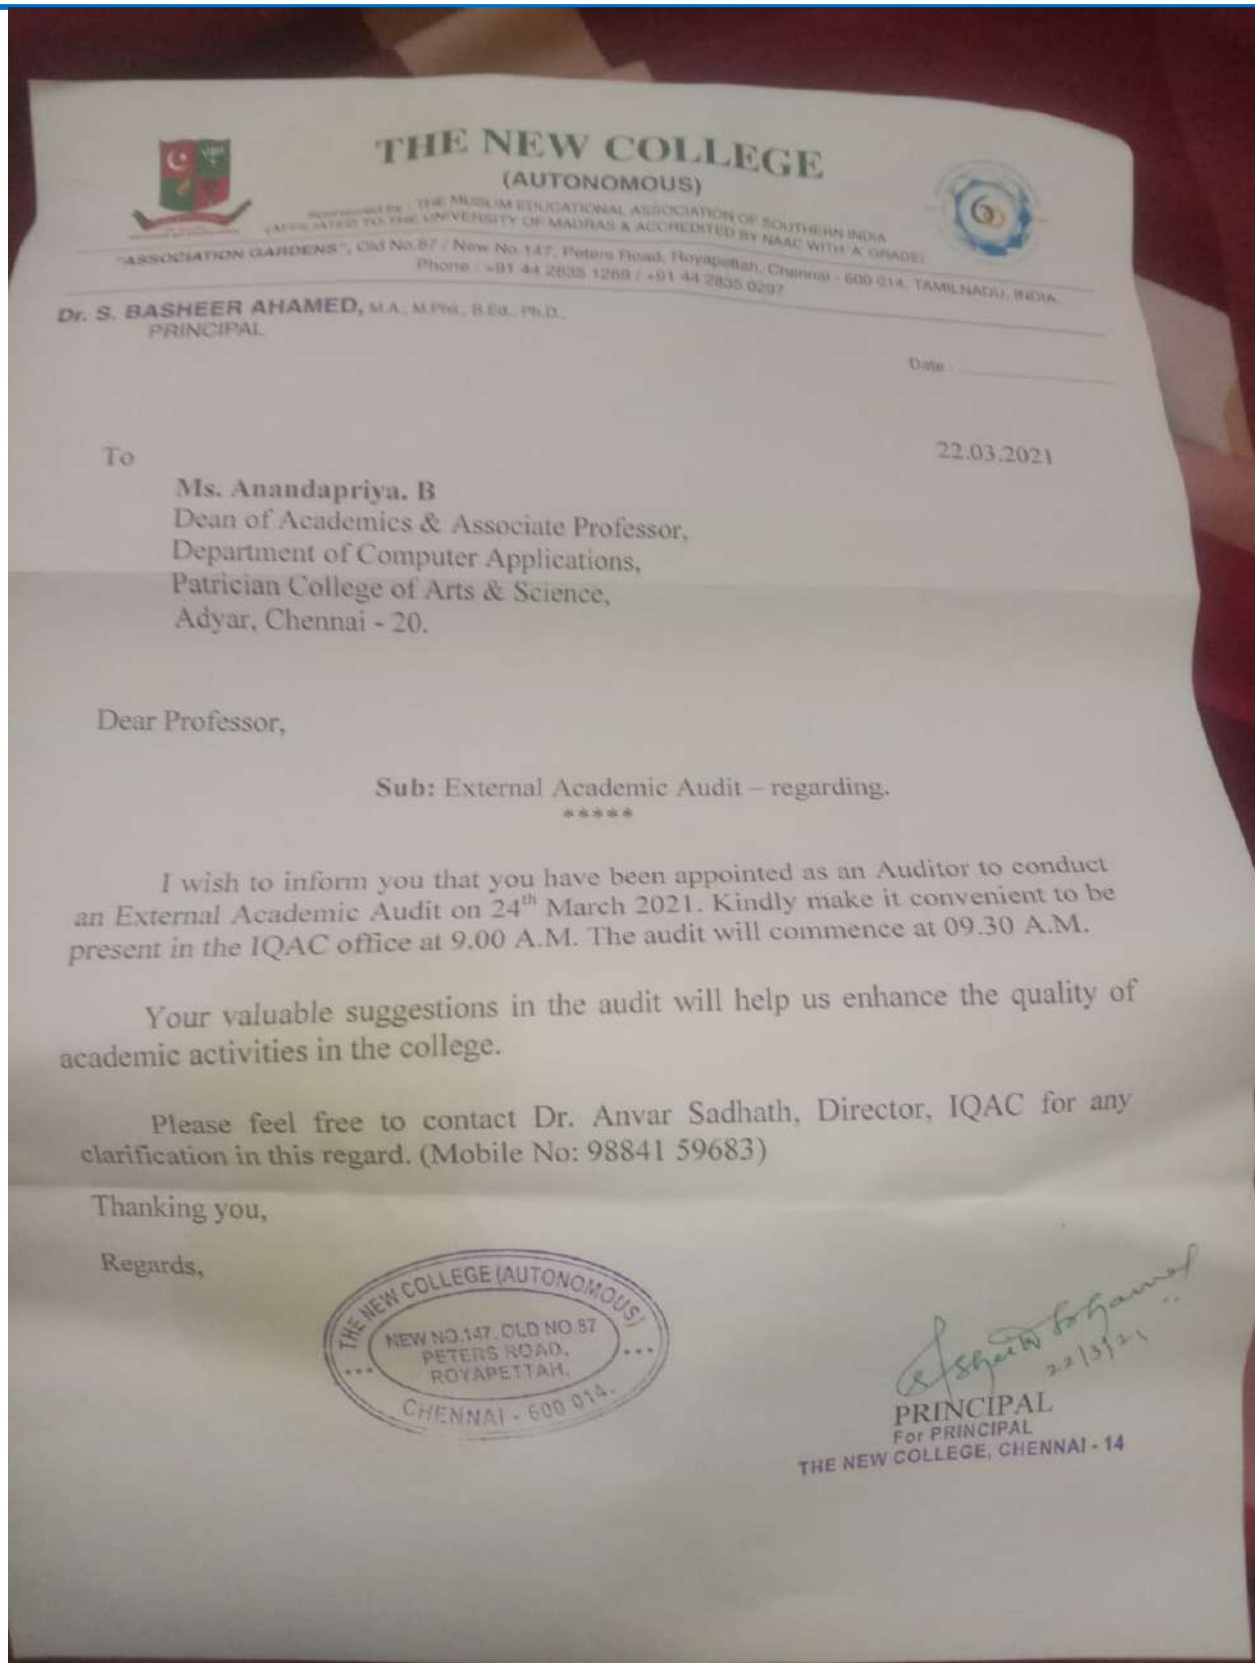 THE NEW COLLEGE
(AUTONOMOUS)
Sponsored by : THE MUSLIM EDUCATIONAL ASSOCIATION OF SOUTHERN INDIA
(AFFILIATED TO THE UNIVERSITY OF MADRAS & ACCREDITED BY NAAC WITH 'A' GRADE)
"ASSOCIATION GARDENS", Old No.87 / New No.147, Peters Road, Royapettah, Chennai - 600 014. TAMILNADU, INDIA.
Phone : +91 44 2835 1269 / +91 44 2835 0297
60
Dr. S. BASHEER AHAMED, M.A., M.Phil., B.Ed., Ph.D.,
PRINCIPAL
Date :
22.03.2021
To
Ms. Anandapriya. B
Dean of Academics & Associate Professor,
Department of Computer Applications,
Patrician College of Arts & Science,
Adyar, Chennai - 20.
Dear Professor,
Sub: External Academic Audit – regarding.
*****
I wish to inform you that you have been appointed as an Auditor to conduct
an External Academic Audit on 24th March 2021. Kindly make it convenient to be
present in the IQAC office at 9.00 A.M. The audit will commence at 09.30 A.M.
Your valuable suggestions in the audit will help us enhance the quality of
academic activities in the college.
Please feel free to contact Dr. Anvar Sadhath, Director, IQAC for any
clarification in this regard. (Mobile No: 98841 59683)
Thanking you,
Regards,
THE NEW COLLEGE (AUTONOMOUS)
NEW NO.147, OLD NO.87
PETERS ROAD,
ROYAPETTAH,
CHENNAI - 600 014.
22/3/21
PRINCIPAL
For PRINCIPAL
THE NEW COLLEGE, CHENNAI - 14